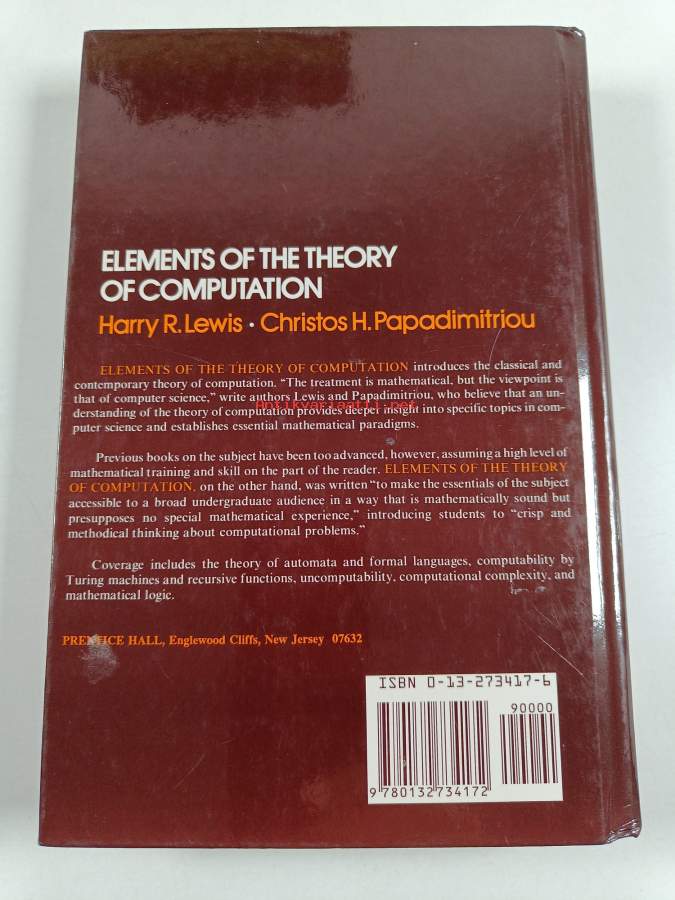 ELEMENTS OF THE THEORY
OF COMPUTATION
Harry R. Lewis · Christos H. Papadimitriou
ELEMENTS OF THE THEORY OF COMPUTATION introduces the classical and
contemporary theory of computation. “The treatment is mathematical, but the viewpoint is
that of computer science,” write authors Lewis and Papadimitriou, who believe that an un-
derstanding of the theory of computation provides deeper insight into specific topics in com-
puter science and establishes essential mathematical paradigms.
Antikvariaatti.net
Previous books on the subject have been too advanced, however, assuming a high level of
mathematical training and skill on the part of the reader. ELEMENTS OF THE THEORY
OF COMPUTATION, on the other hand, was written “to make the essentials of the subject
accessible to a broad undergraduate audience in a way that is mathematically sound but
presupposes no special mathematical experience,” introducing students to “crisp and
methodical thinking about computational problems.”
Coverage includes the theory of automata and formal languages, computability by
Turing machines and recursive functions, uncomputability, computational complexity, and
mathematical logic.
PRENTICE HALL, Englewood Cliffs, New Jersey 07632
ISBN 0-13-273417-6
90000
9 780132 734172